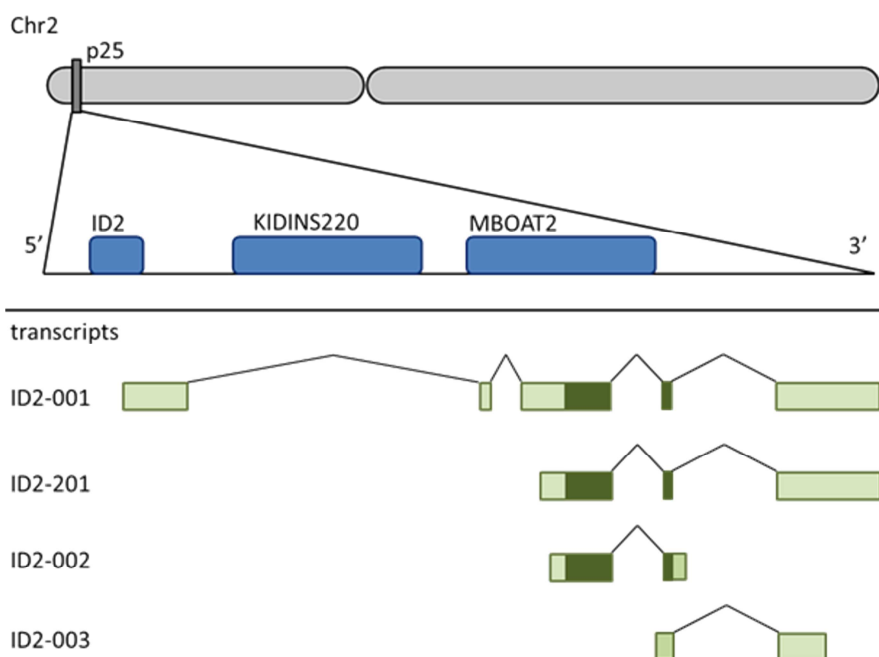 Chr2
p25
ID2 KIDINS220 MBOAT2
5’ 3’
transcripts
ID2-001
ID2-201
ID2-002
ID2-003